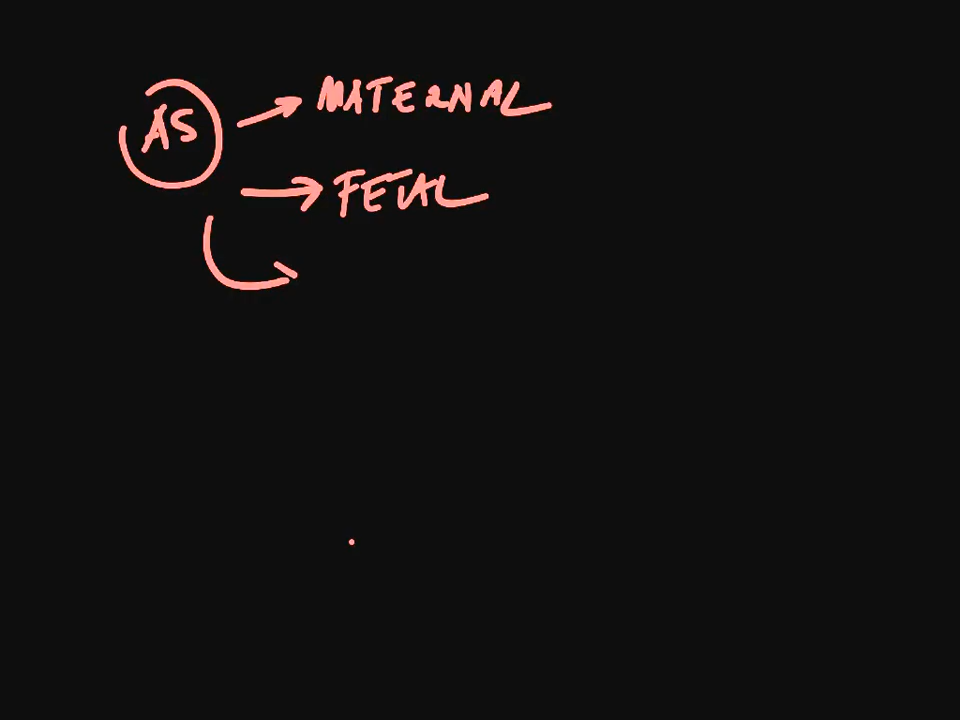 AS → MATERNAL
→ FETAL